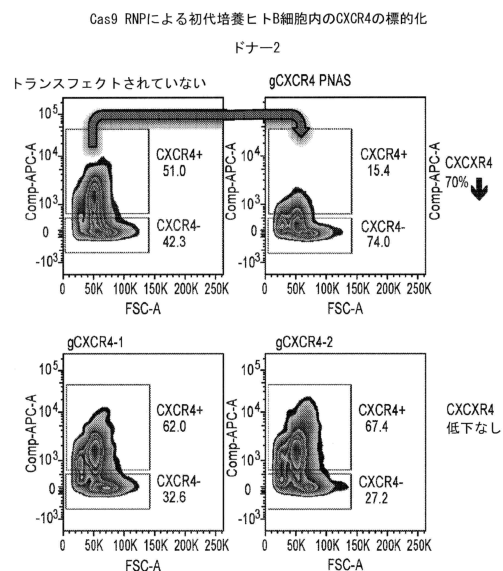 Cas9 RNPによる初代培養ヒトB細胞内のCXCR4の標的化
ドナー2
トランスフェクトされていない
gCXCR4 PNAS
Comp-APC-A
10⁵
10⁴
10³
0
-10³
CXCR4+
51.0
CXCR4-
42.3
0 50K 100K 150K 200K 250K
FSC-A
Comp-APC-A
10⁵
10⁴
10³
0
-10³
CXCR4+
15.4
CXCR4-
74.0
0 50K 100K 150K 200K 250K
FSC-A
Comp-APC-A
CXCXR4
70%
gCXCR4-1
gCXCR4-2
Comp-APC-A
10⁵
10⁴
10³
0
-10³
CXCR4+
62.0
CXCR4-
32.6
0 50K 100K 150K 200K 250K
FSC-A
Comp-APC-A
10⁵
10⁴
10³
0
-10³
CXCR4+
67.4
CXCR4-
27.2
0 50K 100K 150K 200K 250K
FSC-A
CXCXR4
低下なし